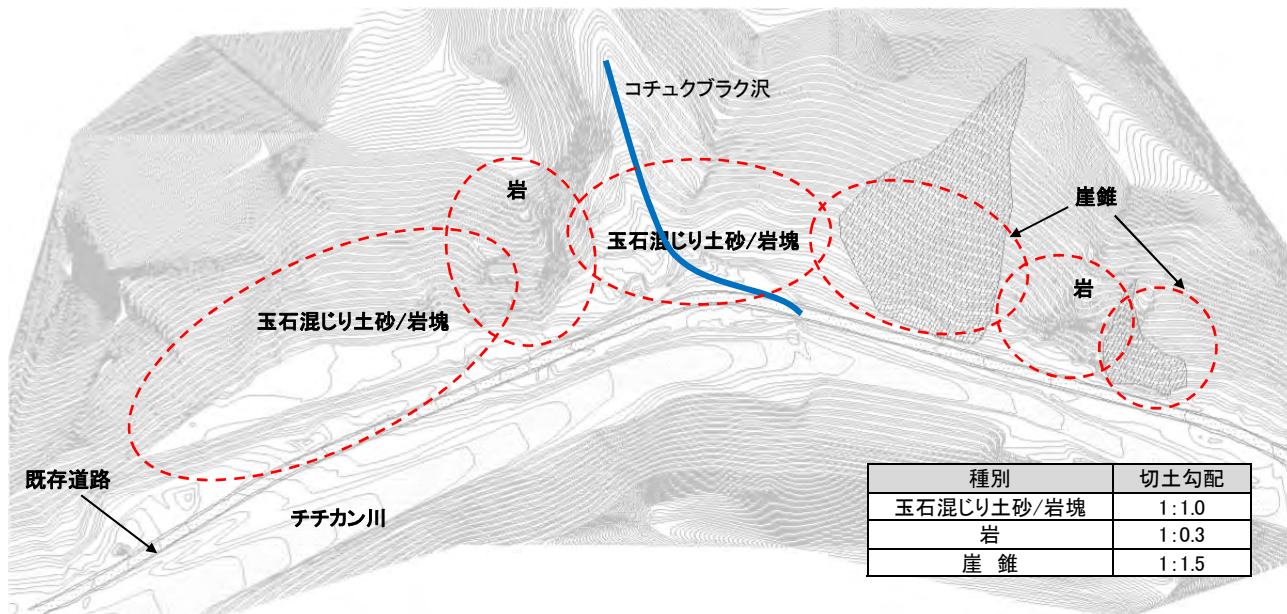 コチュクブラク沢
岩
崖錐
玉石混じり土砂/岩塊
岩
玉石混じり土砂/岩塊
既存道路
チチカン川
種別 切土勾配
玉石混じり土砂/岩塊 1:1.0
岩 1:0.3
崖 錐 1:1.5